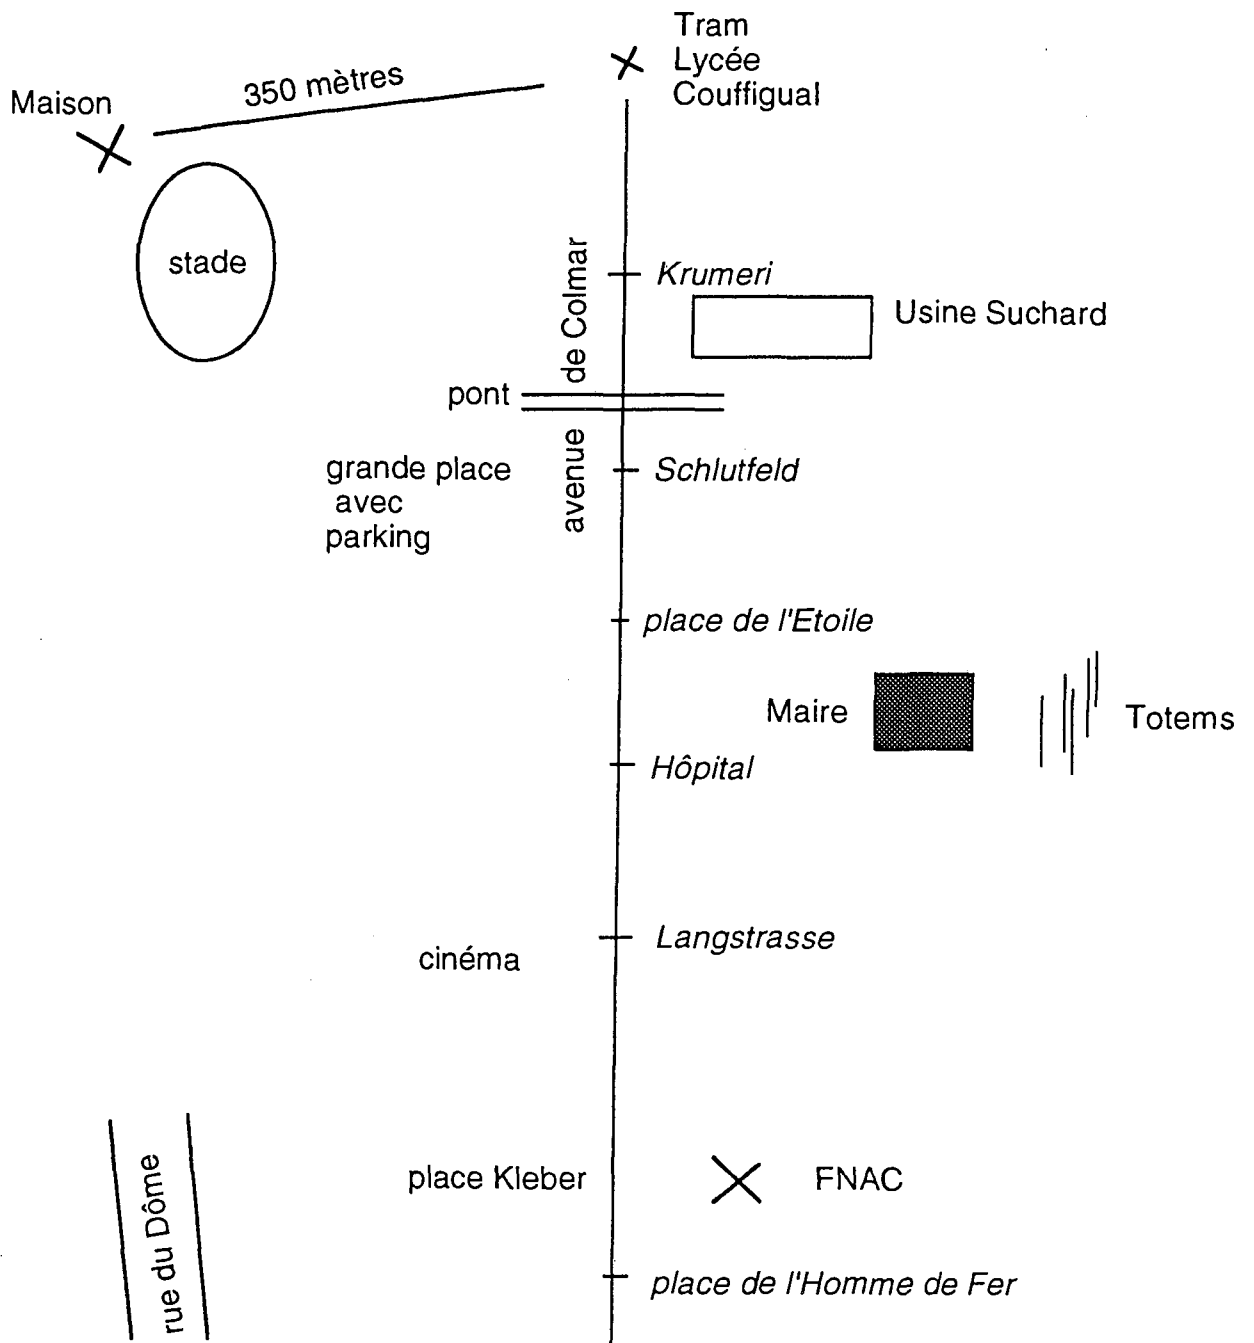 Tram
Lycée
Couffigual
350 mètres
Maison
stade
Krumeri
Usine Suchard
avenue de Colmar
pont
grande place
avec
parking
Schlutfeld
place de l'Etoile
Maire
Totems
Hôpital
Langstrasse
cinéma
rue du Dôme
place Kleber
FNAC
place de l'Homme de Fer